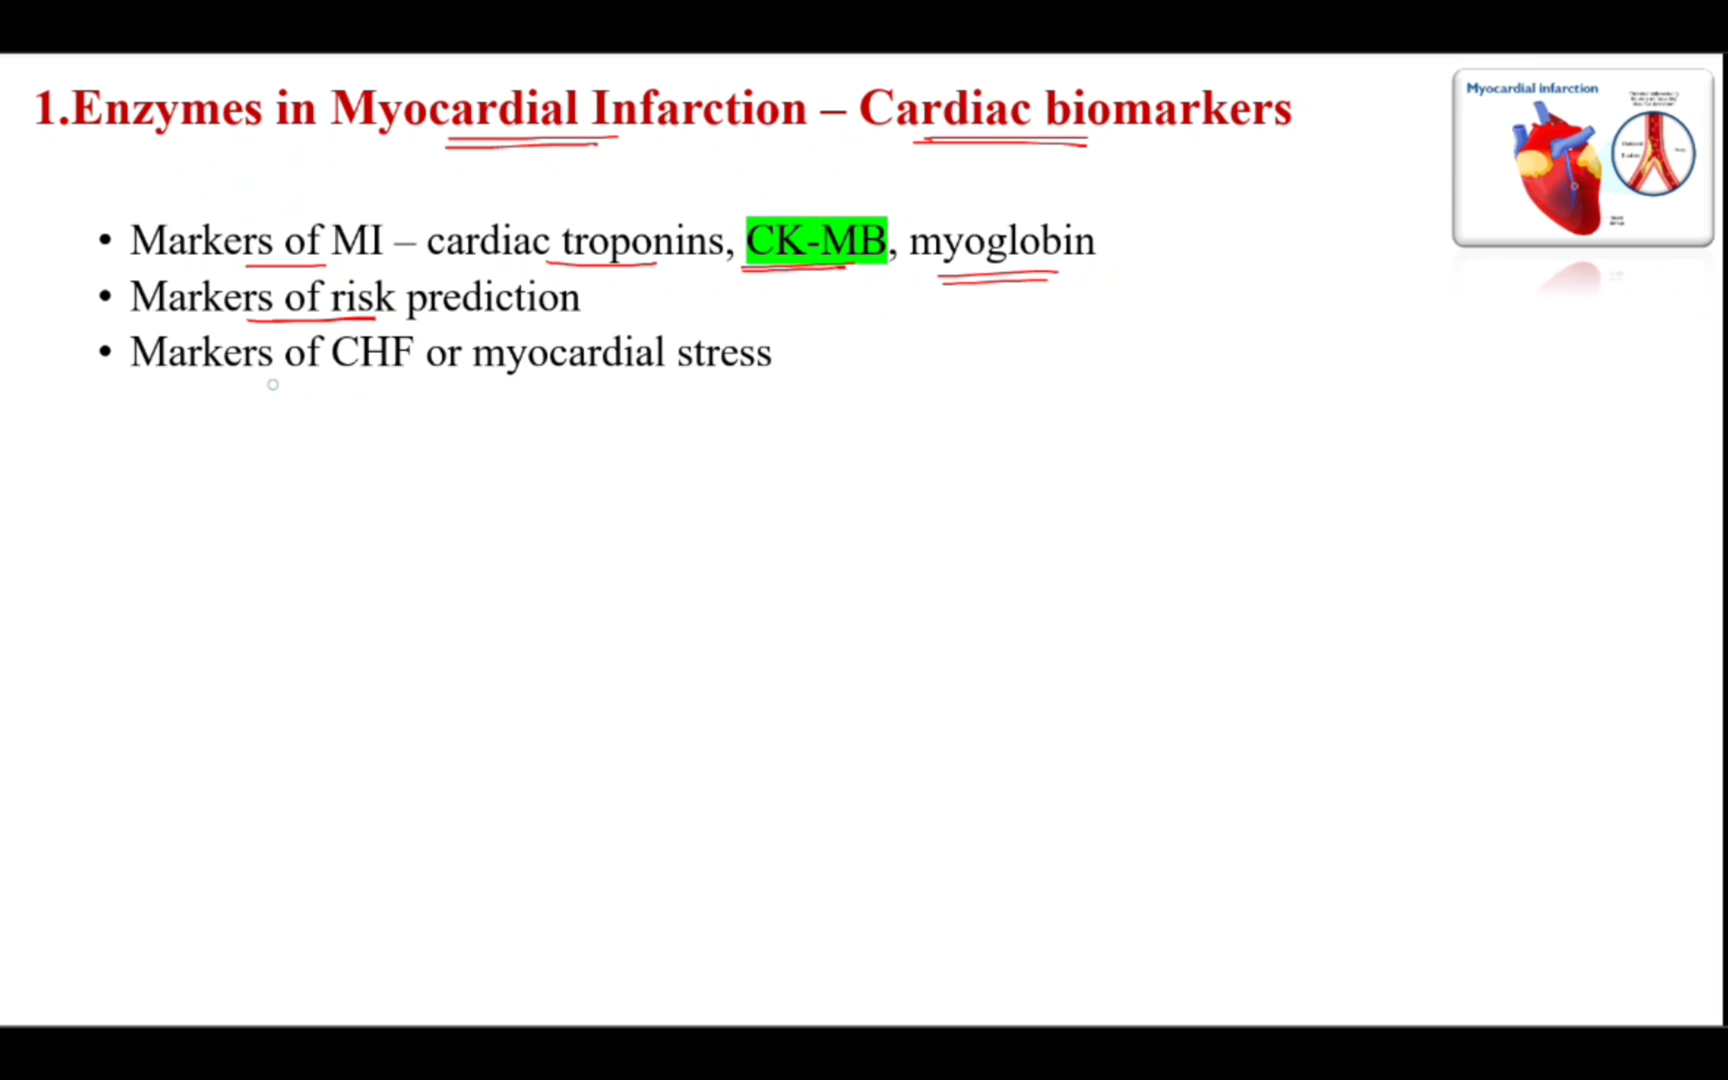 1.Enzymes in Myocardial Infarction – Cardiac biomarkers
Myocardial infarction
• Markers of MI – cardiac troponins, CK-MB, myoglobin
• Markers of risk prediction
• Markers of CHF or myocardial stress